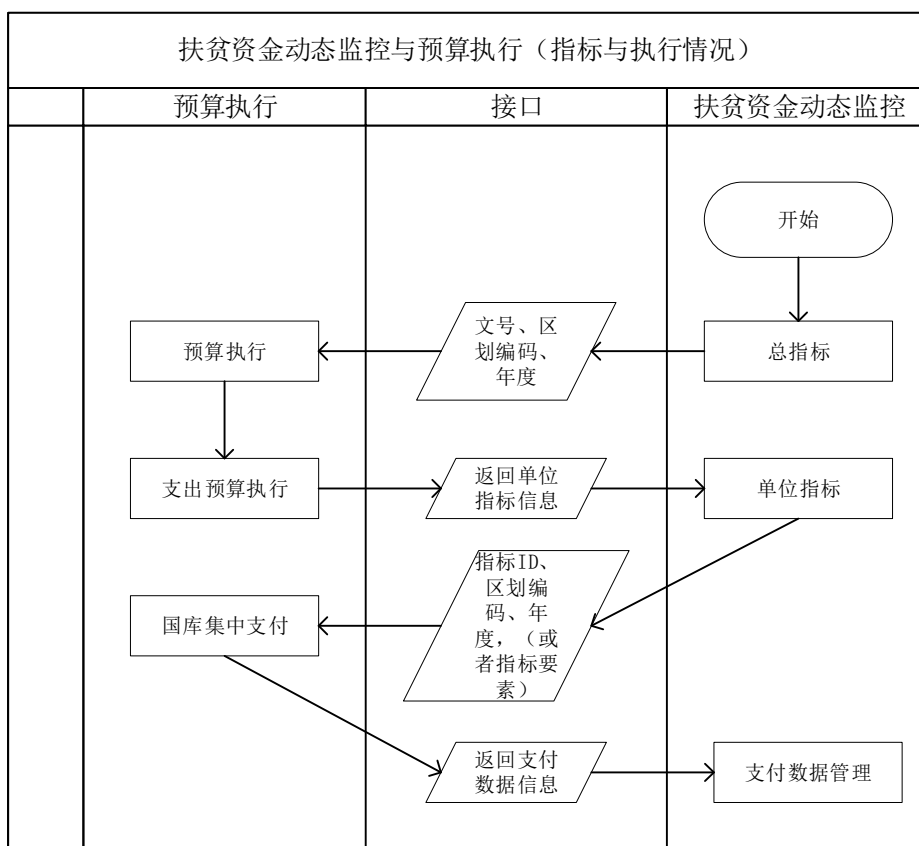 扶贫资金动态监控与预算执行（指标与执行情况）
预算执行
接口
扶贫资金动态监控
开始
预算执行
文号、区
划编码、
年度
总指标
支出预算执行
返回单位
指标信息
单位指标
国库集中支付
指标ID、
区划编
码、年
度，（或
者指标要
素）
返回支付
数据信息
支付数据管理